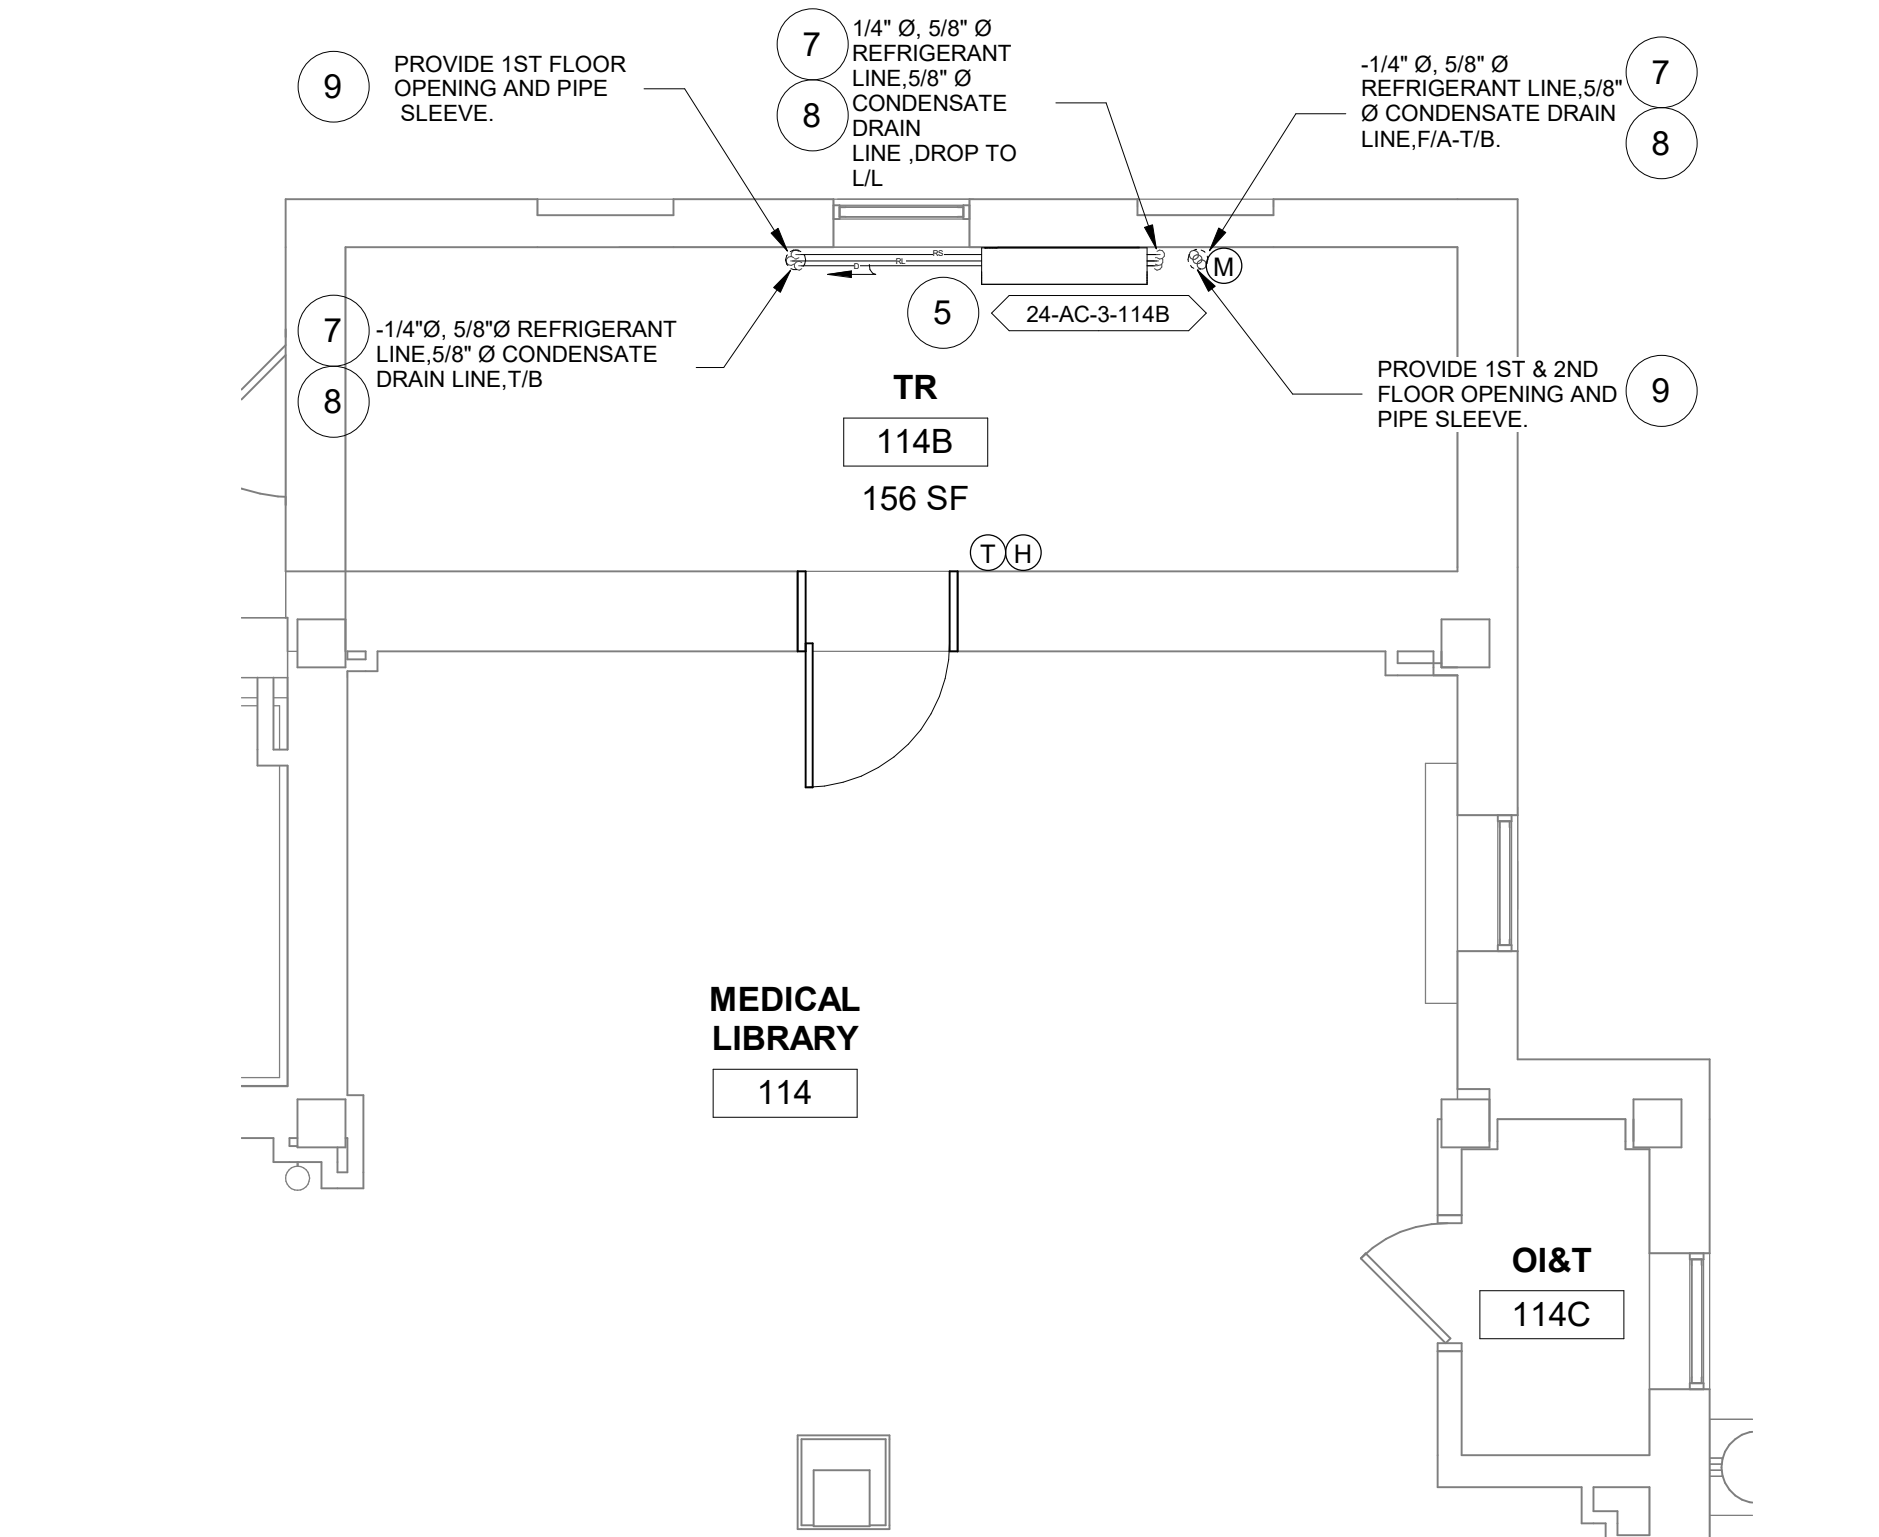 9
PROVIDE 1ST FLOOR
OPENING AND PIPE
SLEEVE.
7
8
1/4" Ø, 5/8" Ø
REFRIGERANT
LINE,5/8" Ø
CONDENSATE
DRAIN
LINE ,DROP TO
L/L
-1/4" Ø, 5/8" Ø
REFRIGERANT LINE,5/8"
Ø CONDENSATE DRAIN
LINE,F/A-T/B.
7
8
RS
RL
D
M
5
24-AC-3-114B
7
8
-1/4"Ø, 5/8"Ø REFRIGERANT
LINE,5/8" Ø CONDENSATE
DRAIN LINE,T/B
PROVIDE 1ST & 2ND
FLOOR OPENING AND
PIPE SLEEVE.
9
TR
114B
156 SF
T H
MEDICAL
LIBRARY
114
OI&T
114C